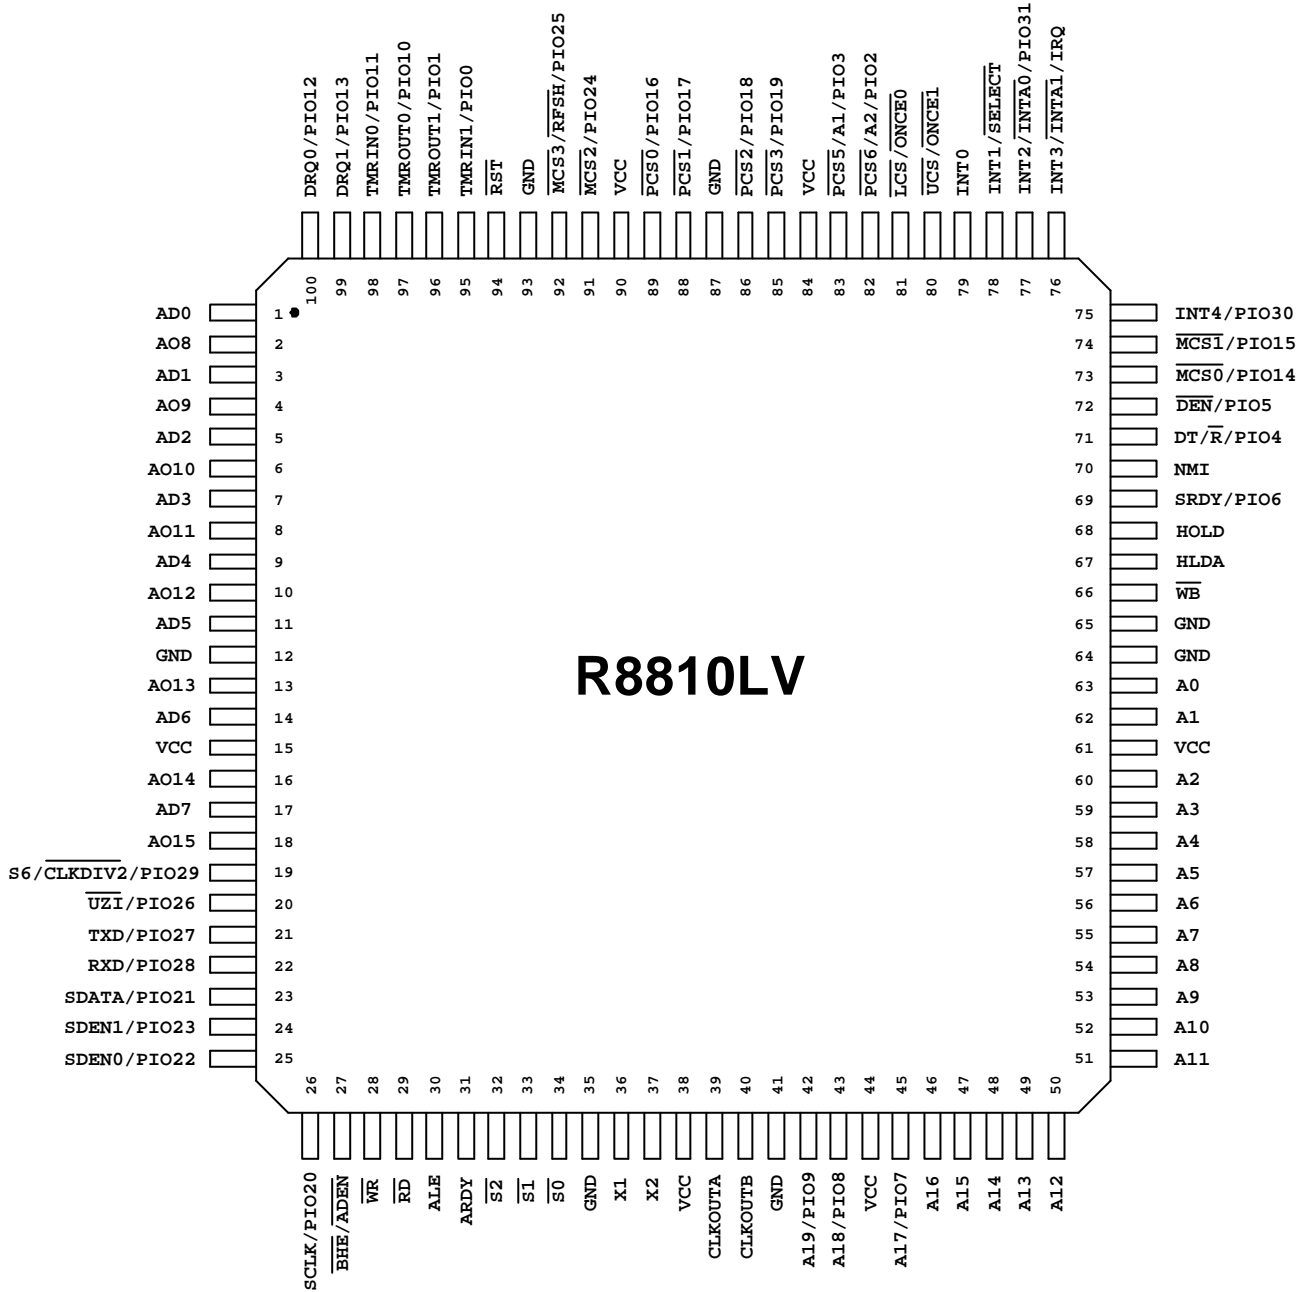 DRQ0/PIO12
DRQ1/PIO13
TMRIN0/PIO11
TMROUT0/PIO10
TMROUT1/PIO1
TMRIN1/PIO0
RST
GND
MCS3/RFSH/PIO25
MCS2/PIO24
VCC
PCS0/PIO16
PCS1/PIO17
GND
PCS2/PIO18
PCS3/PIO19
VCC
PCS5/A1/PIO3
PCS6/A2/PIO2
LCS/ONCE0
UCS/ONCE1
INT0
INT1/SELECT
INT2/INTA0/PIO31
INT3/INTA1/IRQ
100
99
98
97
96
95
94
93
92
91
90
89
88
87
86
85
84
83
82
81
80
79
78
77
76
AD0 1 75 INT4/PIO30
AO8 2 74 MCS1/PIO15
AD1 3 73 MCS0/PIO14
AO9 4 72 DEN/PIO5
AD2 5 71 DT/R/PIO4
AO10 6 70 NMI
AD3 7 69 SRDY/PIO6
AO11 8 68 HOLD
AD4 9 67 HLDA
AO12 10 66 WB
AD5 11 65 GND
GND 12 64 GND
R8810LV
AO13 13 63 A0
AD6 14 62 A1
VCC 15 61 VCC
AO14 16 60 A2
AD7 17 59 A3
AO15 18 58 A4
S6/CLKDIV2/PIO29 19 57 A5
UZI/PIO26 20 56 A6
TXD/PIO27 21 55 A7
RXD/PIO28 22 54 A8
SDATA/PIO21 23 53 A9
SDEN1/PIO23 24 52 A10
SDEN0/PIO22 25 51 A11
26
27
28
29
30
31
32
33
34
35
36
37
38
39
40
41
42
43
44
45
46
47
48
49
50
SCLK/PIO20
BHE/ADEN
WR
RD
ALE
ARDY
S2
S1
S0
GND
X1
X2
VCC
CLKOUTA
CLKOUTB
GND
A19/PIO9
A18/PIO8
VCC
A17/PIO7
A16
A15
A14
A13
A12